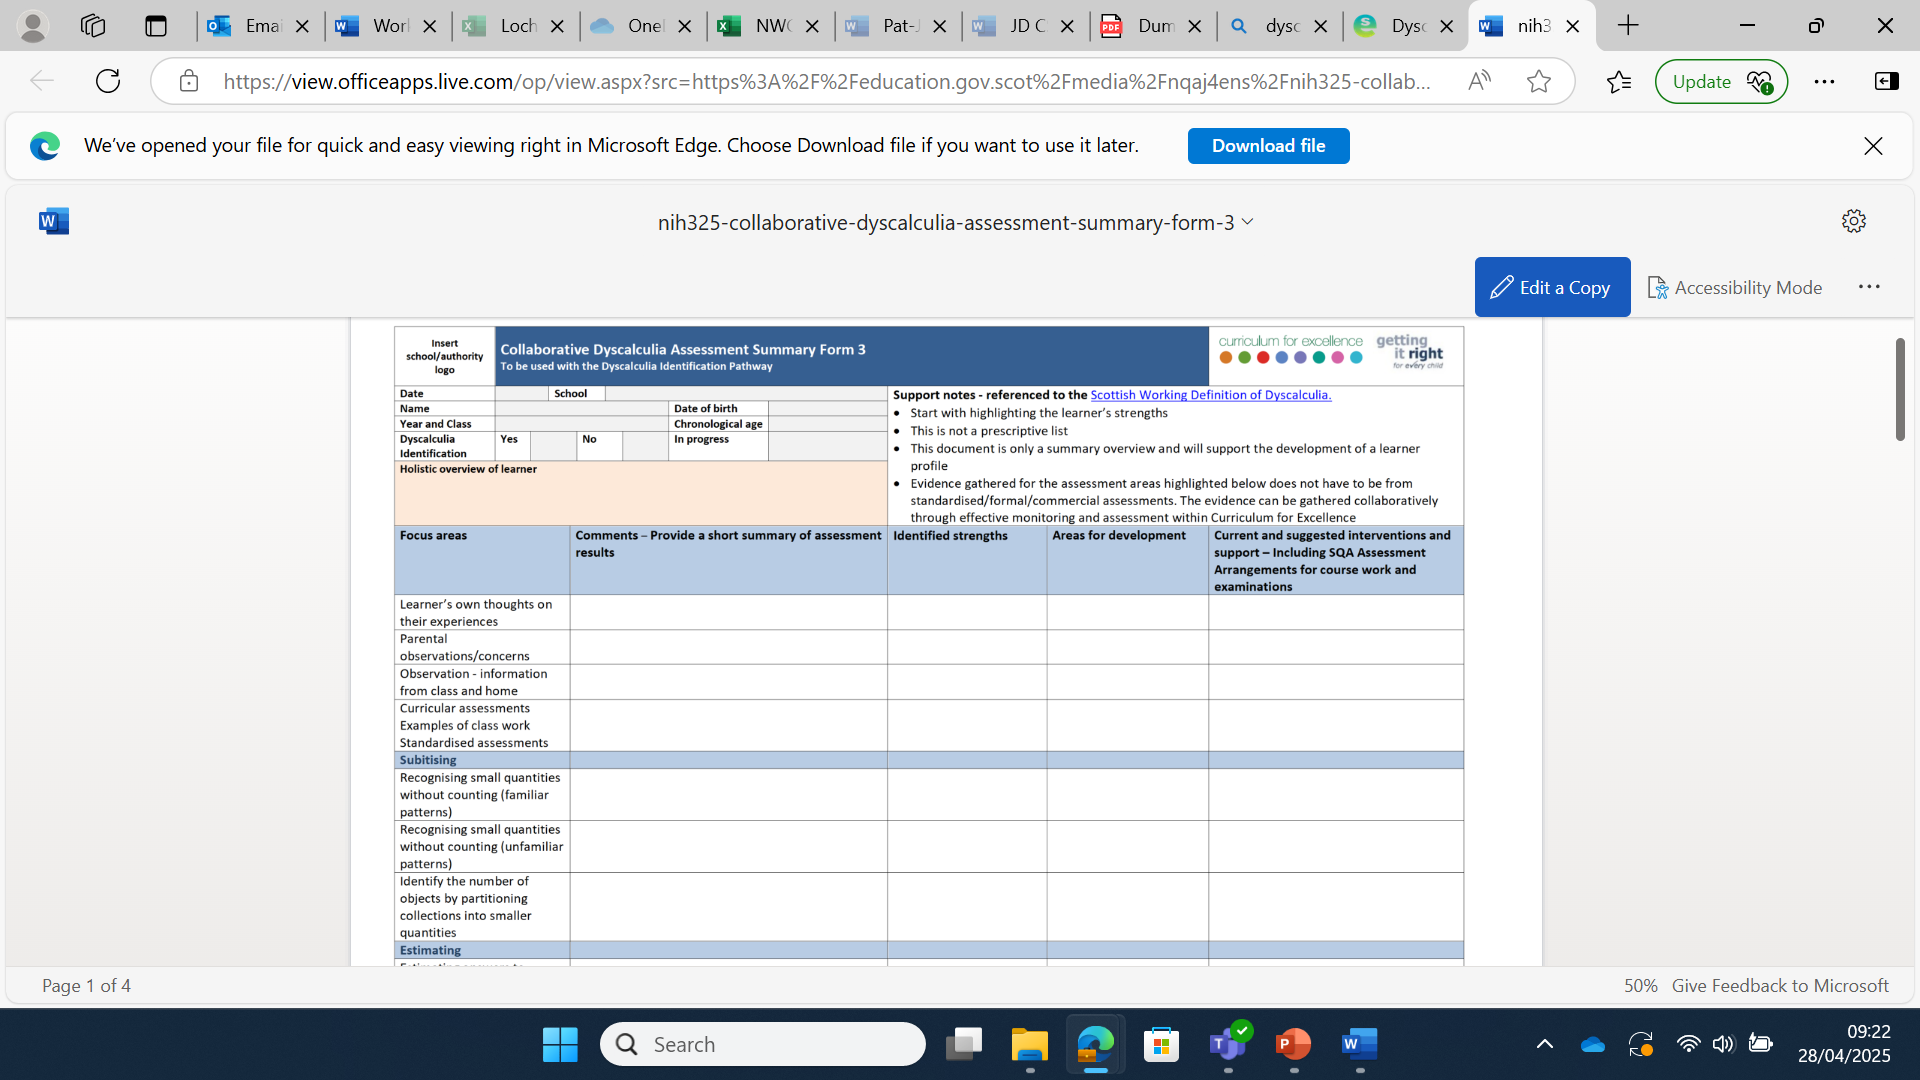 Emai
Worl
Loch
OneI
NWC
Pat-J
JD C
Dum
dysc
Dysc
nih3
https://view.officeapps.live.com/op/view.aspx?src=https%3A%2F%2Feducation.gov.scot%2Fmedia%2Fnqaj4ens%2Fnih325-collab...
Update
We've opened your file for quick and easy viewing right in Microsoft Edge. Choose Download file if you want to use it later.
Download file
nih325-collaborative-dyscalculia-assessment-summary-form-3
Edit a Copy
Accessibility Mode
Insert
school/authority
logo
Collaborative Dyscalculia Assessment Summary Form 3
To be used with the Dyscalculia Identification Pathway
curriculum for excellence
getting
it right
for every child
Date
School
Name
Date of birth
Year and Class
Chronological age
Dyscalculia
Identification
Yes
No
In progress
Holistic overview of learner
Support notes - referenced to the Scottish Working Definition of Dyscalculia.
• Start with highlighting the learner's strengths
• This is not a prescriptive list
• This document is only a summary overview and will support the development of a learner
profile
• Evidence gathered for the assessment areas highlighted below does not have to be from
standardised/formal/commercial assessments. The evidence can be gathered collaboratively
through effective monitoring and assessment within Curriculum for Excellence
Focus areas
Comments – Provide a short summary of assessment
results
Identified strengths
Areas for development
Current and suggested interventions and
support – Including SQA Assessment
Arrangements for course work and
examinations
Learner's own thoughts on
their experiences
Parental
observations/concerns
Observation - information
from class and home
Curricular assessments
Examples of class work
Standardised assessments
Subitising
Recognising small quantities
without counting (familiar
patterns)
Recognising small quantities
without counting (unfamiliar
patterns)
Identify the number of
objects by partitioning
collections into smaller
quantities
Estimating
Page 1 of 4
50%
Give Feedback to Microsoft
Search
09:22
28/04/2025